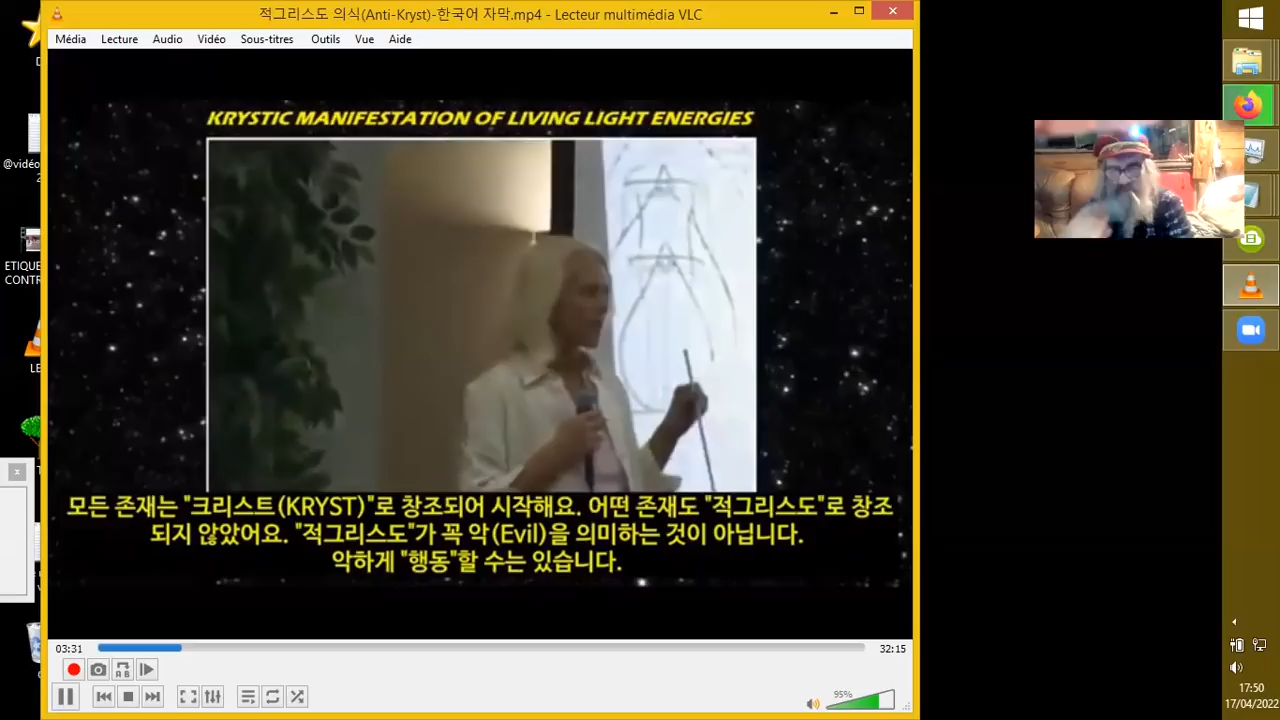 적그리스도 의식(Anti-Kryst)-한국어 자막.mp4 - Lecteur multimédia VLC
Média Lecture Audio Vidéo Sous-titres Outils Vue Aide
KRYSTIC MANIFESTATION OF LIVING LIGHT ENERGIES
@vidéo
ETIQUE
CONTR
LE
모든 존재는 "크리스트(KRYST)"로 창조되어 시작해요. 어떤 존재도 "적그리스도"로 창조
되지 않았어요. "적그리스도"가 꼭 악(Evil)을 의미하는 것이 아닙니다.
악하게 "행동"할 수는 있습니다.
03:31
32:15
95%
17:50
17/04/2022